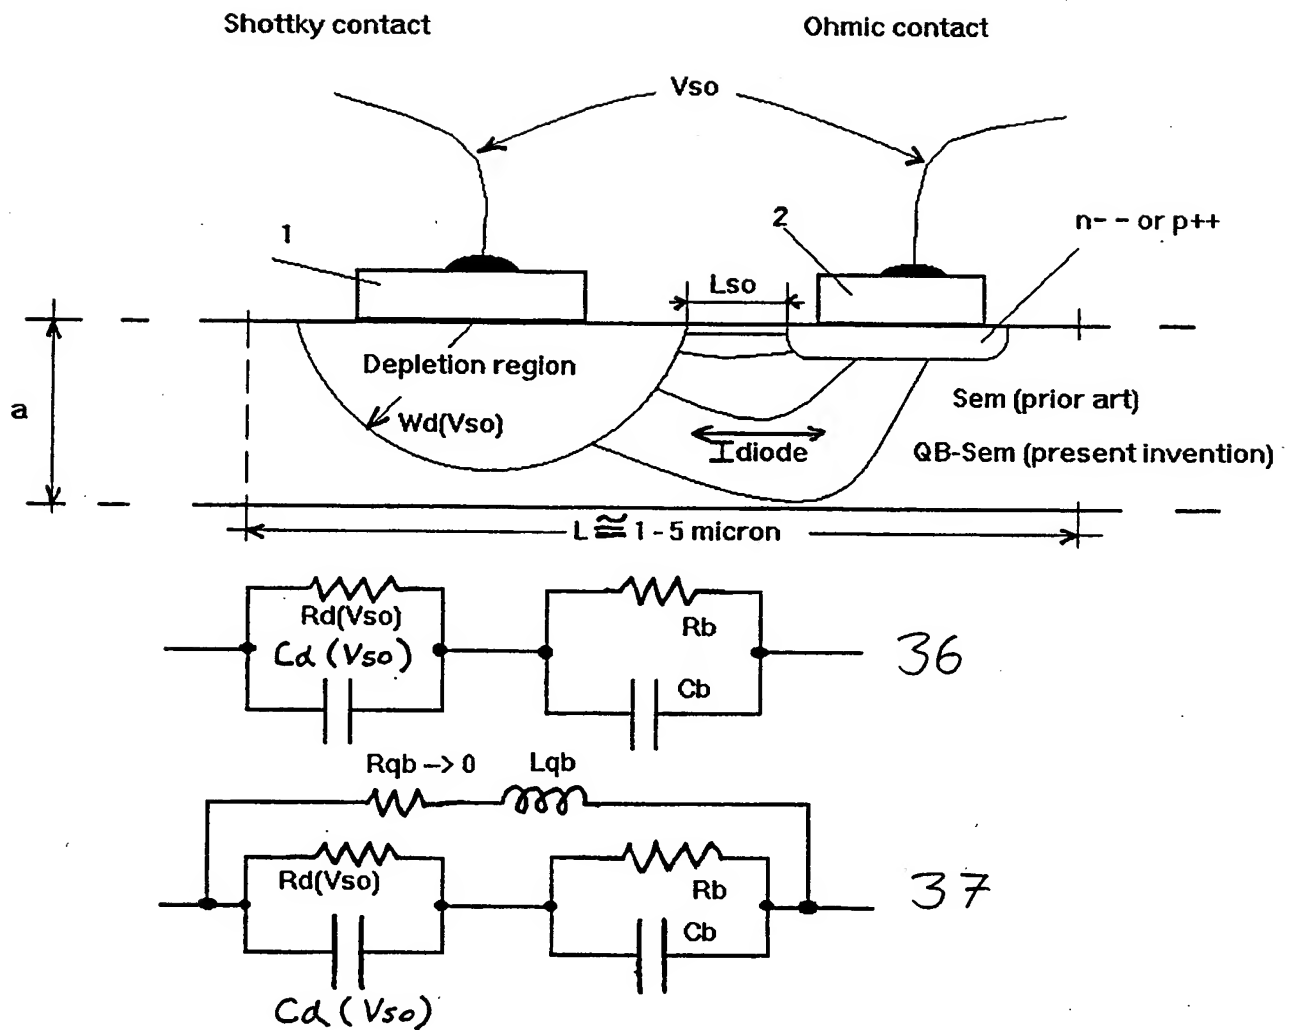 Shottky contact
Ohmic contact
Vso
1
2
n-- or p++
Lso
Depletion region
a
Wd(Vso)
Sem (prior art)
Idiode
QB-Sem (present invention)
L ≅ 1 - 5 micron
Rd(Vso)
Rb
Cd (Vso)
36
Cb
Rqb -> 0
Lqb
Rd(Vso)
Rb
37
Cb
Cd (Vso)